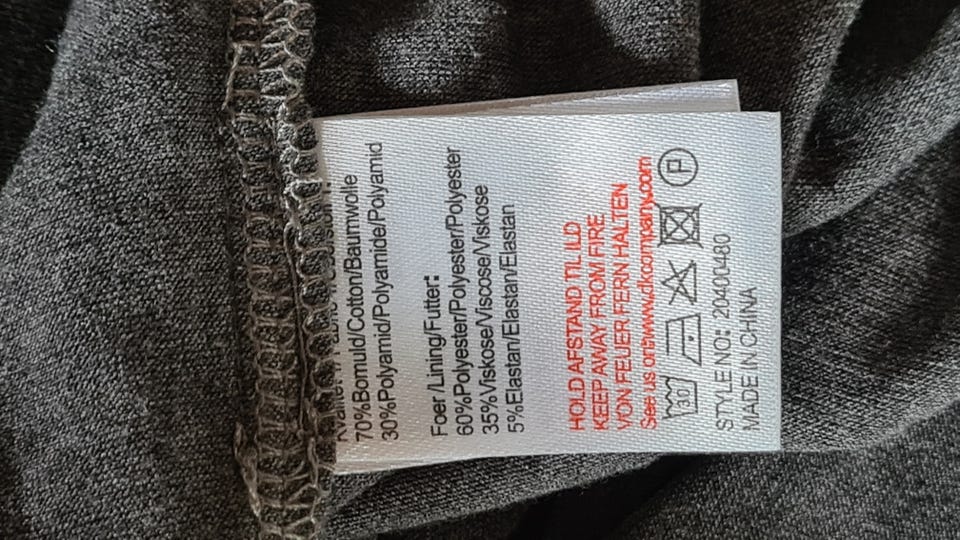 70%Bomuld/Cotton/Baumwolle
30%Polyamid/Polyamide/Polyamid
Foer/Lining/Futter:
60%Polyester/Polyester/Polyester
35%Viskose/Viscose/Viskose
5%Elastan/Elastan/Elastan
HOLD AFSTAND TIL ILD
KEEP AWAY FROM FIRE
VON FEUER FERN HALTEN
See us on:www.dkcompany.com
30
P
STYLE NO: 20400480
MADE IN CHINA